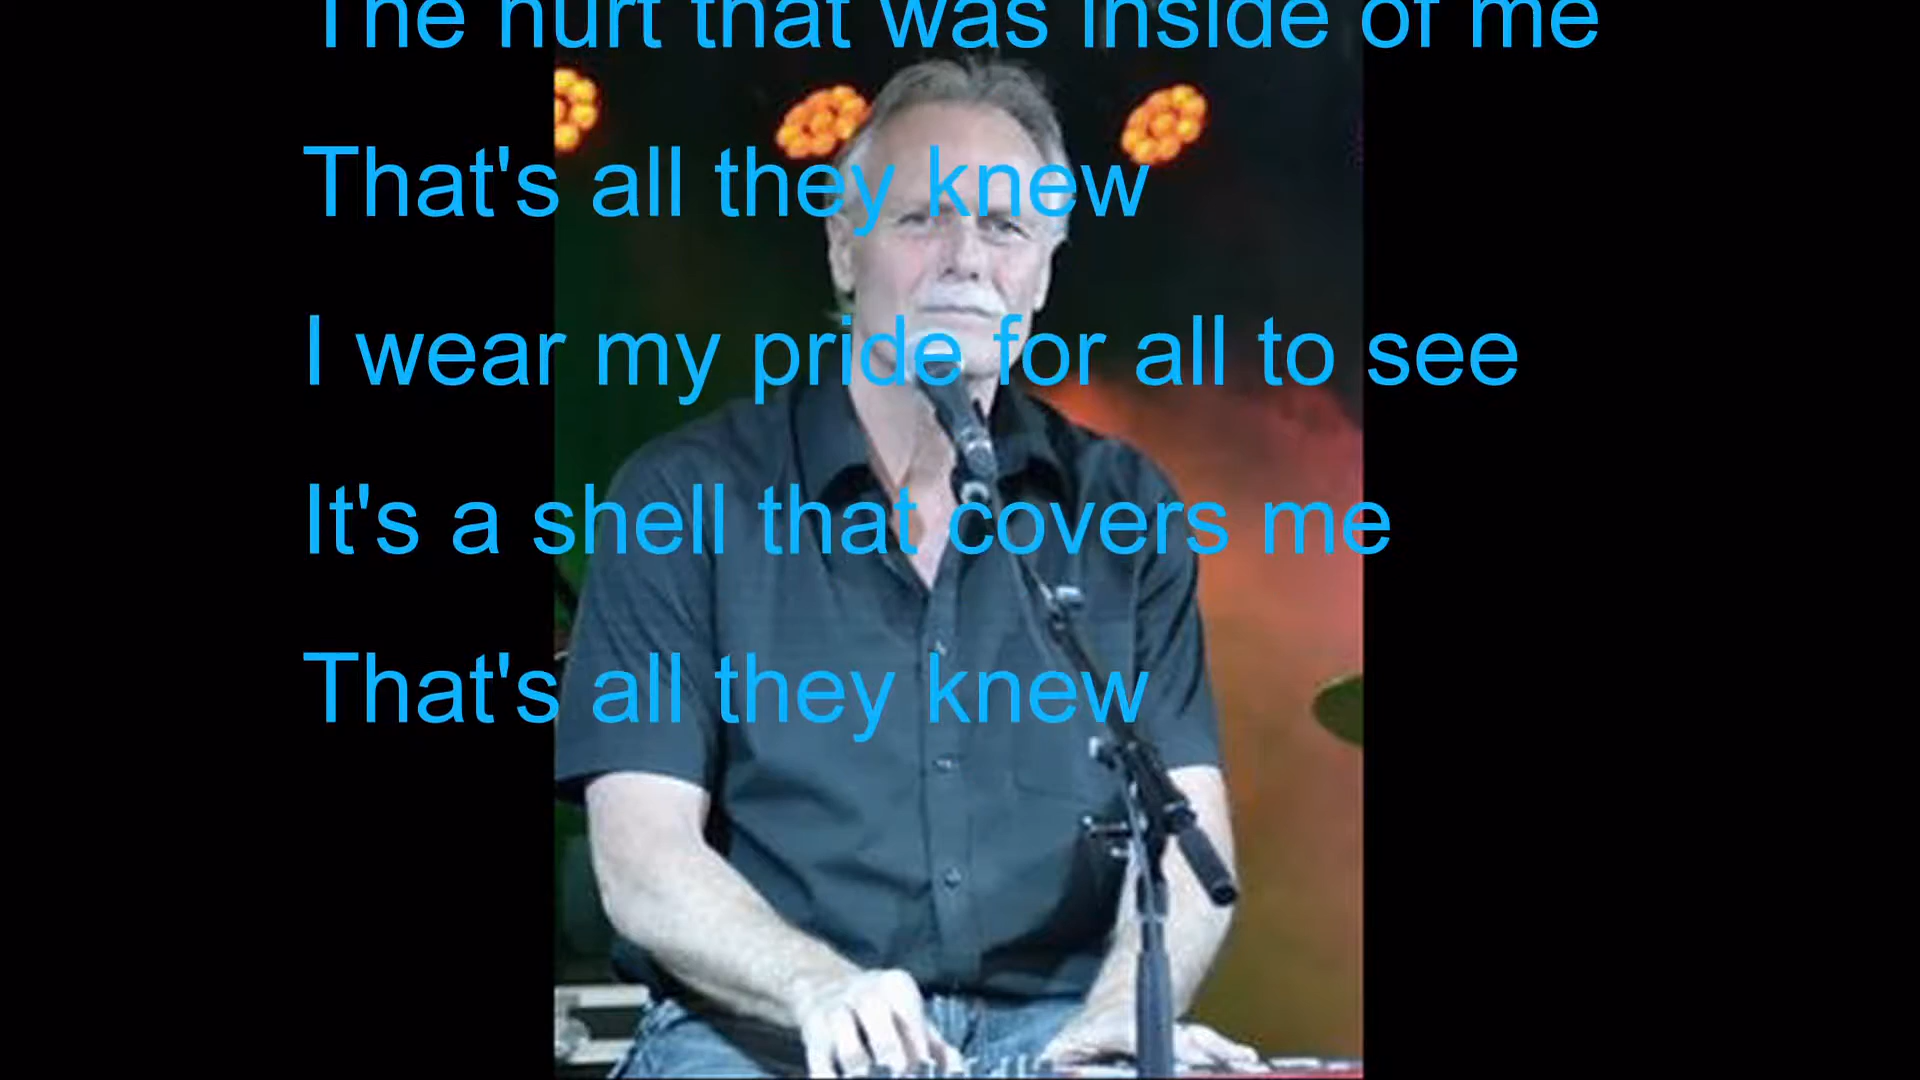 The hurt that was inside of me
That's all they knew
I wear my pride for all to see
It's a shell that covers me
That's all they knew